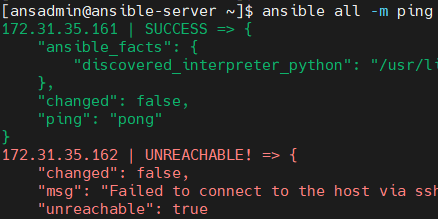 [ansadmin@ansible-server ~]$ ansible all -m ping
172.31.35.161 | SUCCESS => {
    "ansible_facts": {
        "discovered_interpreter_python": "/usr/li
    },
    "changed": false,
    "ping": "pong"
}
172.31.35.162 | UNREACHABLE! => {
    "changed": false,
    "msg": "Failed to connect to the host via ssh
    "unreachable": true